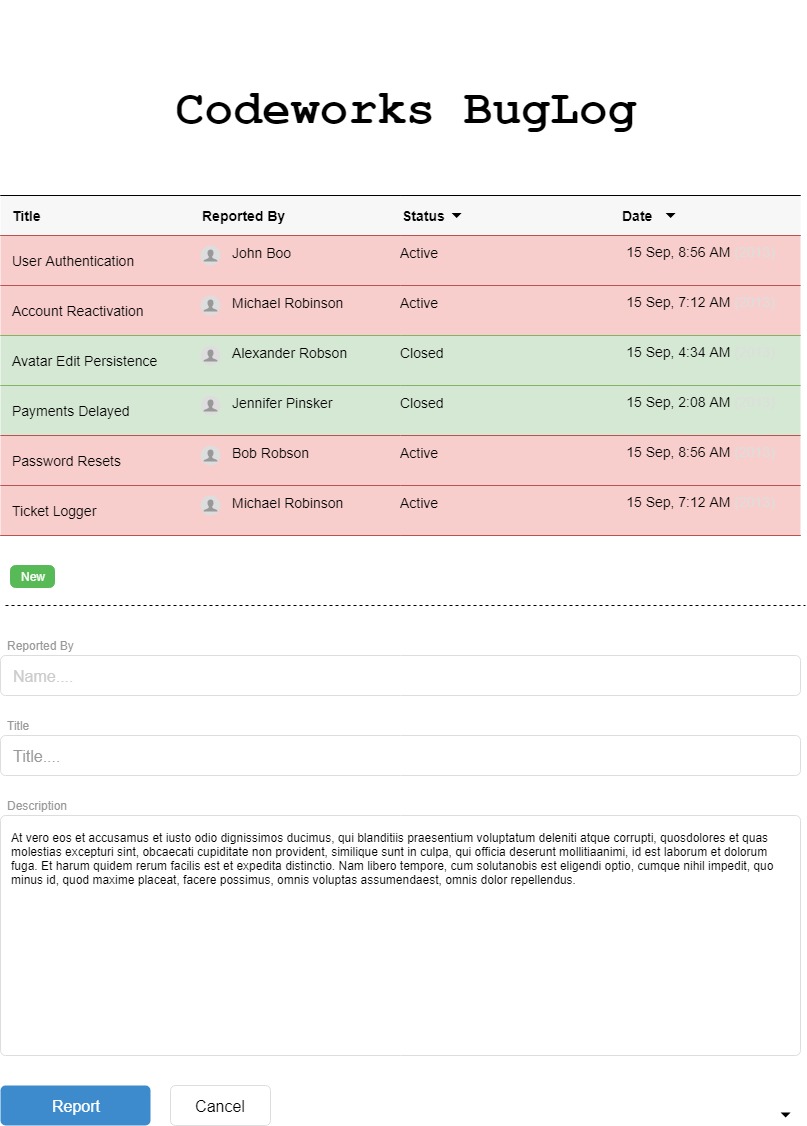 Codeworks BugLog
Title Reported By Status Date
User Authentication John Boo Active 15 Sep, 8:56 AM
Account Reactivation Michael Robinson Active 15 Sep, 7:12 AM
Avatar Edit Persistence Alexander Robson Closed 15 Sep, 4:34 AM
Payments Delayed Jennifer Pinsker Closed 15 Sep, 2:08 AM
Password Resets Bob Robson Active 15 Sep, 8:56 AM
Ticket Logger Michael Robinson Active 15 Sep, 7:12 AM
New
Reported By
Name....
Title
Title....
Description
At vero eos et accusamus et iusto odio dignissimos ducimus, qui blanditiis praesentium voluptatum deleniti atque corrupti, quosdolores et quas
molestias excepturi sint, obcaecati cupiditate non provident, similique sunt in culpa, qui officia deserunt mollitiaanimi, id est laborum et dolorum
fuga. Et harum quidem rerum facilis est et expedita distinctio. Nam libero tempore, cum solutanobis est eligendi optio, cumque nihil impedit, quo
minus id, quod maxime placeat, facere possimus, omnis voluptas assumendaest, omnis dolor repellendus.
Report Cancel